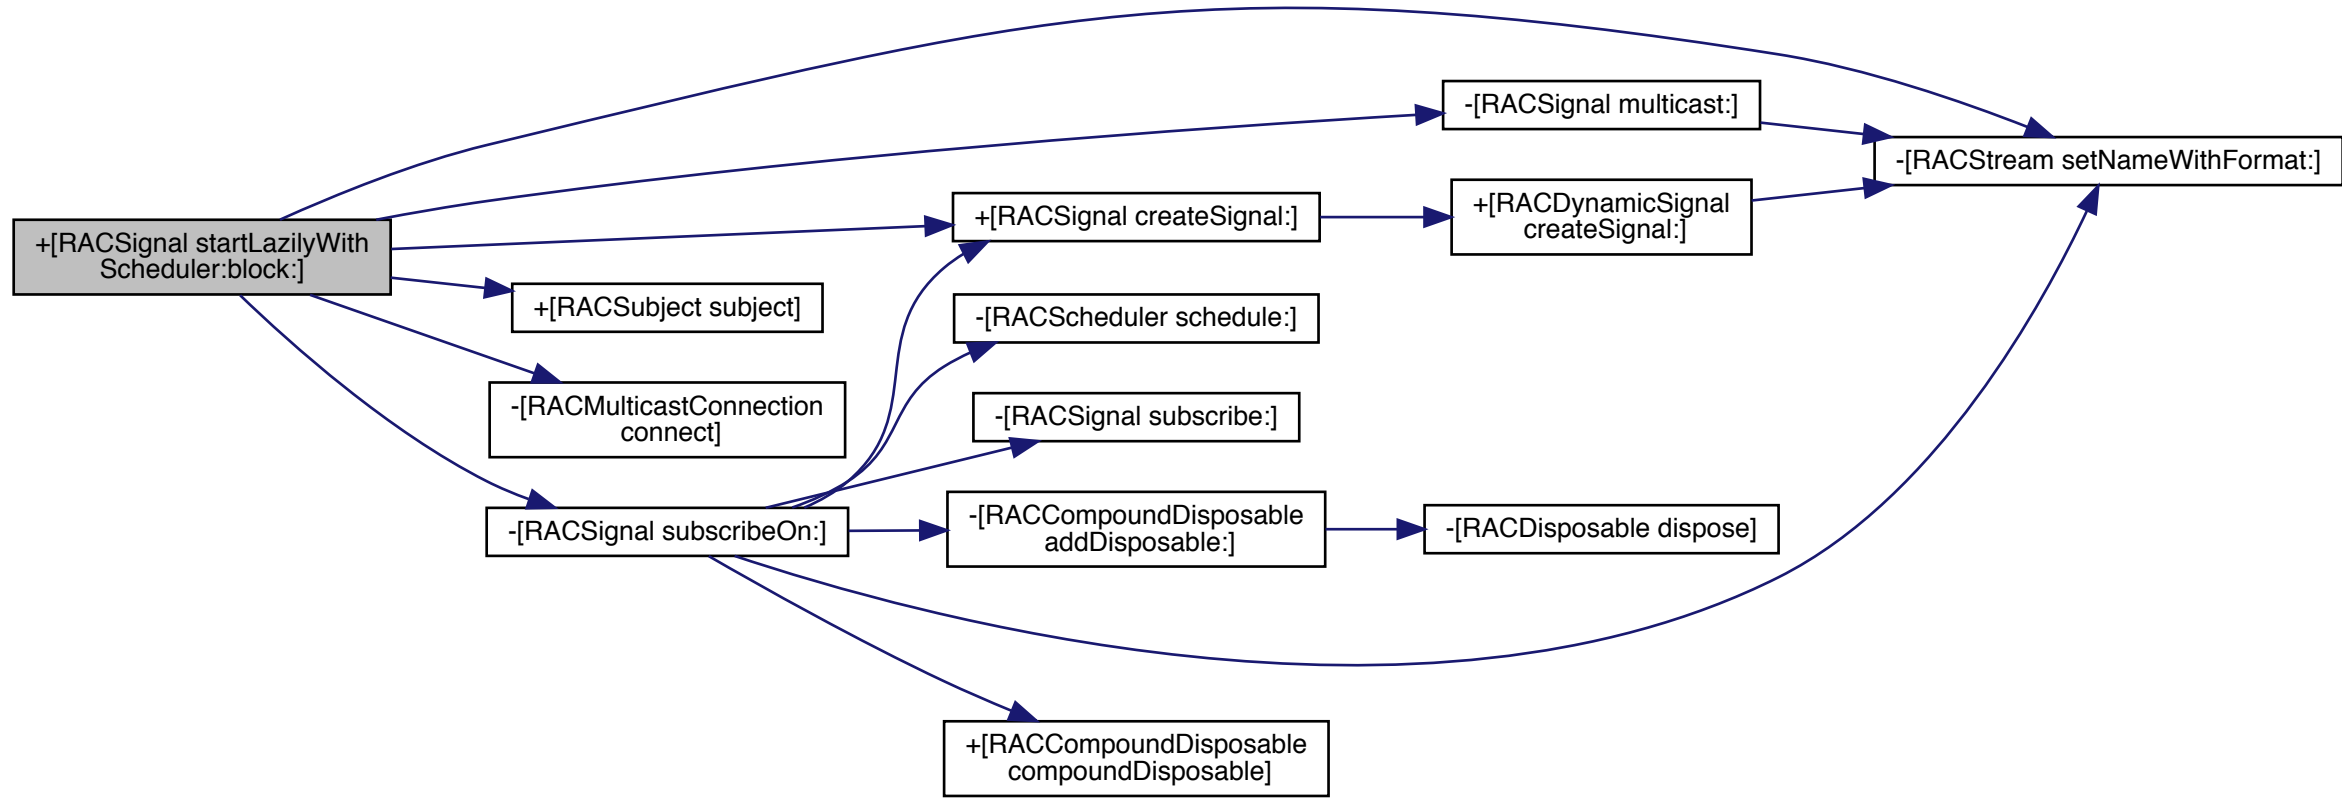 +[RACSignal startLazilyWith
Scheduler:block:]
+[RACSubject subject]
-[RACMulticastConnection
connect]
-[RACSignal subscribeOn:]
+[RACSignal createSignal:]
-[RACScheduler schedule:]
-[RACSignal subscribe:]
-[RACCompoundDisposable
addDisposable:]
+[RACCompoundDisposable
compoundDisposable]
-[RACSignal multicast:]
+[RACDynamicSignal
createSignal:]
-[RACDisposable dispose]
-[RACStream setNameWithFormat:]